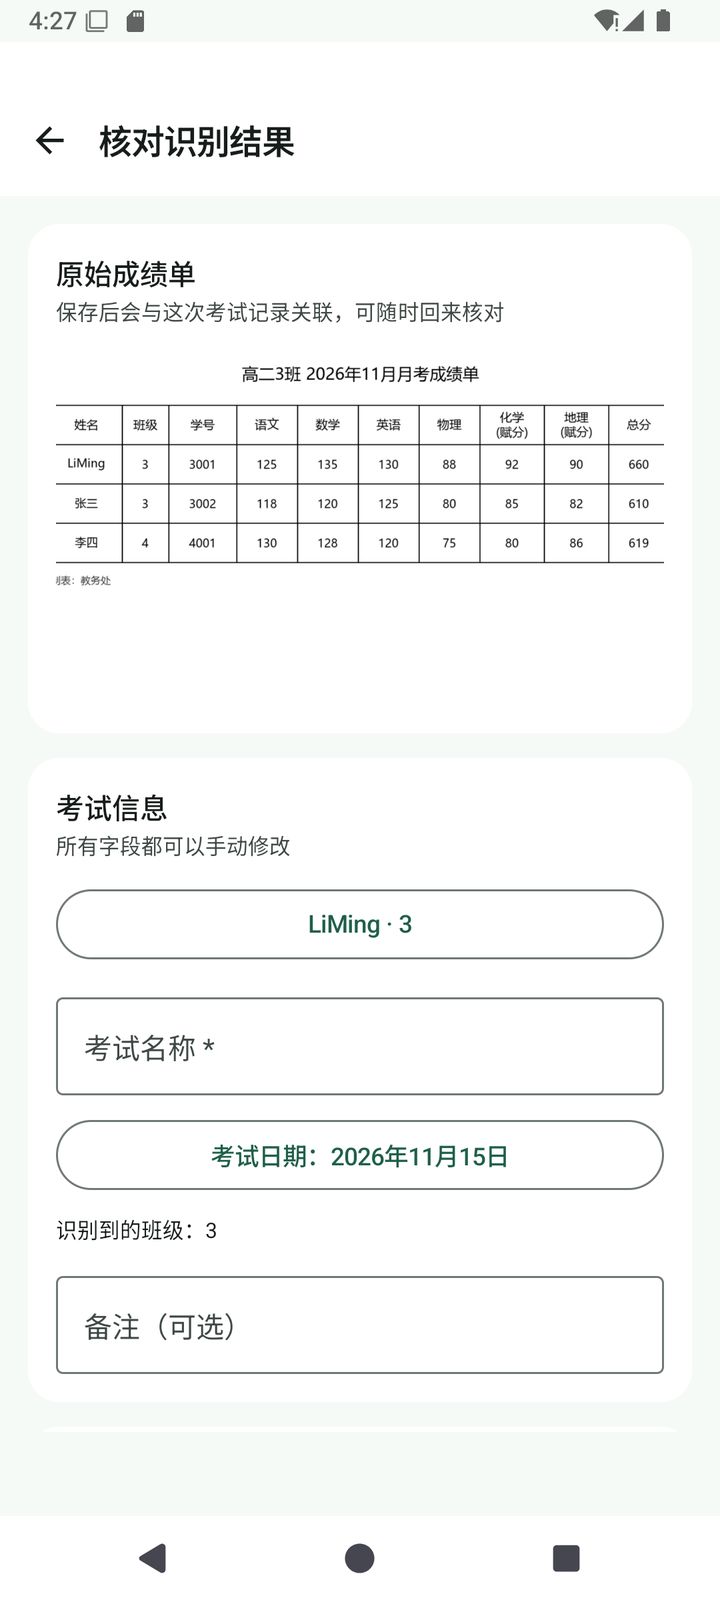 4:27
核对识别结果
原始成绩单
保存后会与这次考试记录关联，可随时回来核对
高二3班 2026年11月月考成绩单
姓名 班级 学号 语文 数学 英语 物理 化学(赋分) 地理(赋分) 总分
LiMing 3 3001 125 135 130 88 92 90 660
张三 3 3002 118 120 125 80 85 82 610
李四 4 4001 130 128 120 75 80 86 619
表：教务处
考试信息
所有字段都可以手动修改
LiMing · 3
考试名称 *
考试日期：2026年11月15日
识别到的班级：3
备注（可选）